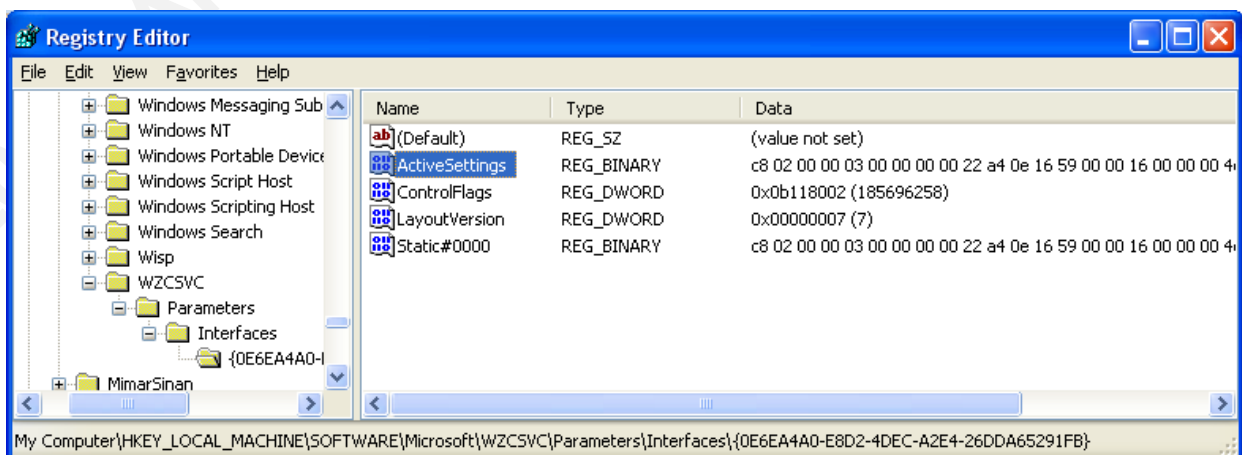 Registry Editor
File Edit View Favorites Help
Windows Messaging Sub
Windows NT
Windows Portable Device
Windows Script Host
Windows Scripting Host
Windows Search
Wisp
WZCSVC
Parameters
Interfaces
{0E6EA4A0-
MimarSinan
Name Type Data
(Default) REG_SZ (value not set)
ActiveSettings REG_BINARY c8 02 00 00 03 00 00 00 00 22 a4 0e 16 59 00 00 16 00 00 00
ControlFlags REG_DWORD 0x0b118002 (185696258)
LayoutVersion REG_DWORD 0x00000007 (7)
Static#0000 REG_BINARY c8 02 00 00 03 00 00 00 00 22 a4 0e 16 59 00 00 16 00 00 00
My Computer\HKEY_LOCAL_MACHINE\SOFTWARE\Microsoft\WZCSVC\Parameters\Interfaces\{0E6EA4A0-E8D2-4DEC-A2E4-26DDA65291FB}